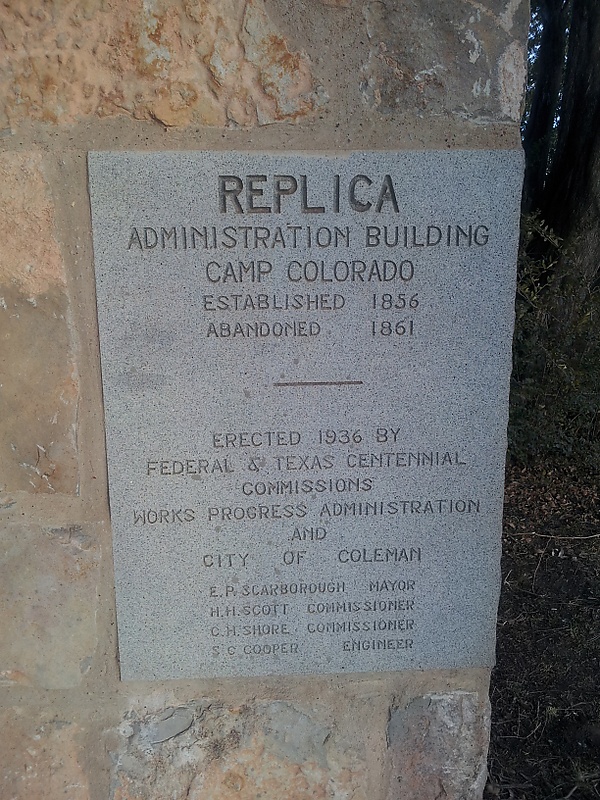 REPLICA
ADMINISTRATION BUILDING
CAMP COLORADO
ESTABLISHED 1856
ABANDONED 1861
ERECTED 1936 BY
FEDERAL & TEXAS CENTENNIAL
COMMISSIONS
WORKS PROGRESS ADMINISTRATION
AND
CITY OF COLEMAN
E.P. SCARBOROUGH MAYOR
H.H. SCOTT COMMISSIONER
C.H. SHORE COMMISSIONER
S C COOPER ENGINEER